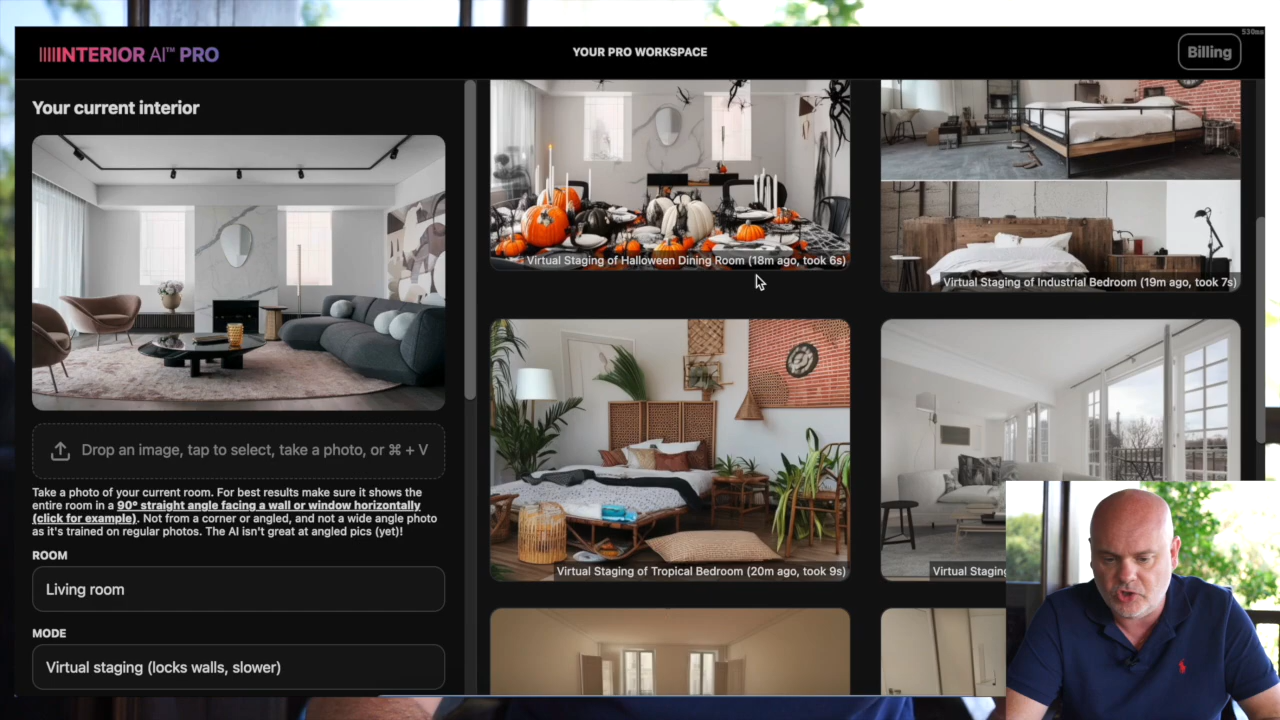 INTERIOR AI™ PRO
YOUR PRO WORKSPACE
Billing
530ms
Your current interior
Drop an image, tap to select, take a photo, or ⌘ + V
Take a photo of your current room. For best results make sure it shows the
entire room in a 90º straight angle facing a wall or window horizontally
(click for example). Not from a corner or angled, and not a wide angle photo
as it's trained on regular photos. The AI isn't great at angled pics (yet)!
ROOM
Living room
MODE
Virtual staging (locks walls, slower)
Virtual Staging of Halloween Dining Room (18m ago, took 6s)
Virtual Staging of Industrial Bedroom (19m ago, took 7s)
Virtual Staging of Tropical Bedroom (20m ago, took 9s)
Virtual Staging